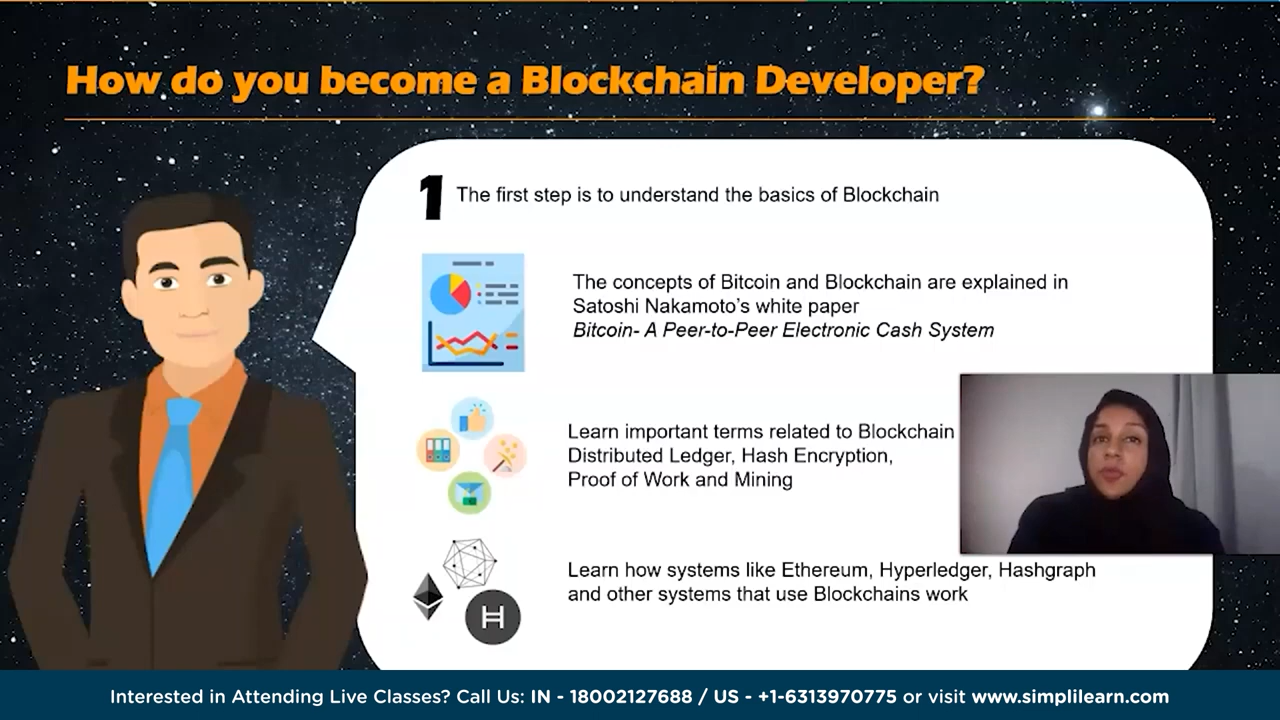 How do you become a Blockchain Developer?
1 The first step is to understand the basics of Blockchain
The concepts of Bitcoin and Blockchain are explained in
Satoshi Nakamoto's white paper
Bitcoin- A Peer-to-Peer Electronic Cash System
Learn important terms related to Blockchain
Distributed Ledger, Hash Encryption,
Proof of Work and Mining
Learn how systems like Ethereum, Hyperledger, Hashgraph
and other systems that use Blockchains work
Interested in Attending Live Classes? Call Us: IN - 18002127688 / US - +1-6313970775 or visit www.simplilearn.com